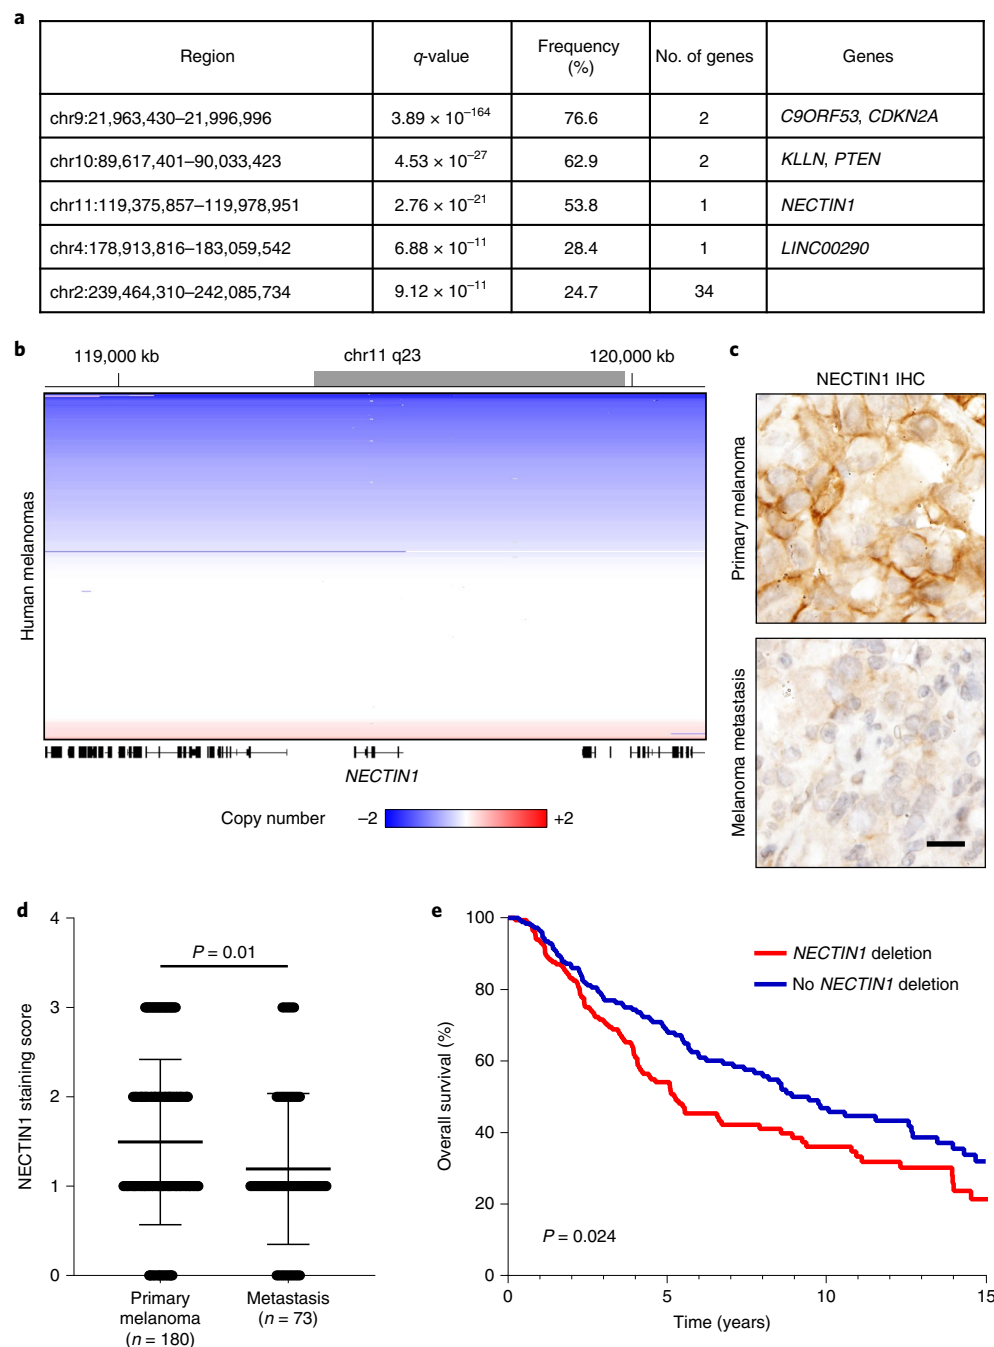 a
Region q-value Frequency (%) No. of genes Genes
chr9:21,963,430–21,996,996 3.89 × 10⁻¹⁶⁴ 76.6 2 C9ORF53, CDKN2A
chr10:89,617,401–90,033,423 4.53 × 10⁻²⁷ 62.9 2 KLLN, PTEN
chr11:119,375,857–119,978,951 2.76 × 10⁻²¹ 53.8 1 NECTIN1
chr4:178,913,816–183,059,542 6.88 × 10⁻¹¹ 28.4 1 LINC00290
chr2:239,464,310–242,085,734 9.12 × 10⁻¹¹ 24.7 34
b
119,000 kb chr11 q23 120,000 kb
Human melanomas
NECTIN1
Copy number –2 +2
c
NECTIN1 IHC
Primary melanoma
Melanoma metastasis
d
NECTIN1 staining score
4
3
2
1
0
P = 0.01
Primary melanoma (n = 180)
Metastasis (n = 73)
e
Overall survival (%)
100
80
60
40
20
0
NECTIN1 deletion
No NECTIN1 deletion
P = 0.024
0 5 10 15
Time (years)